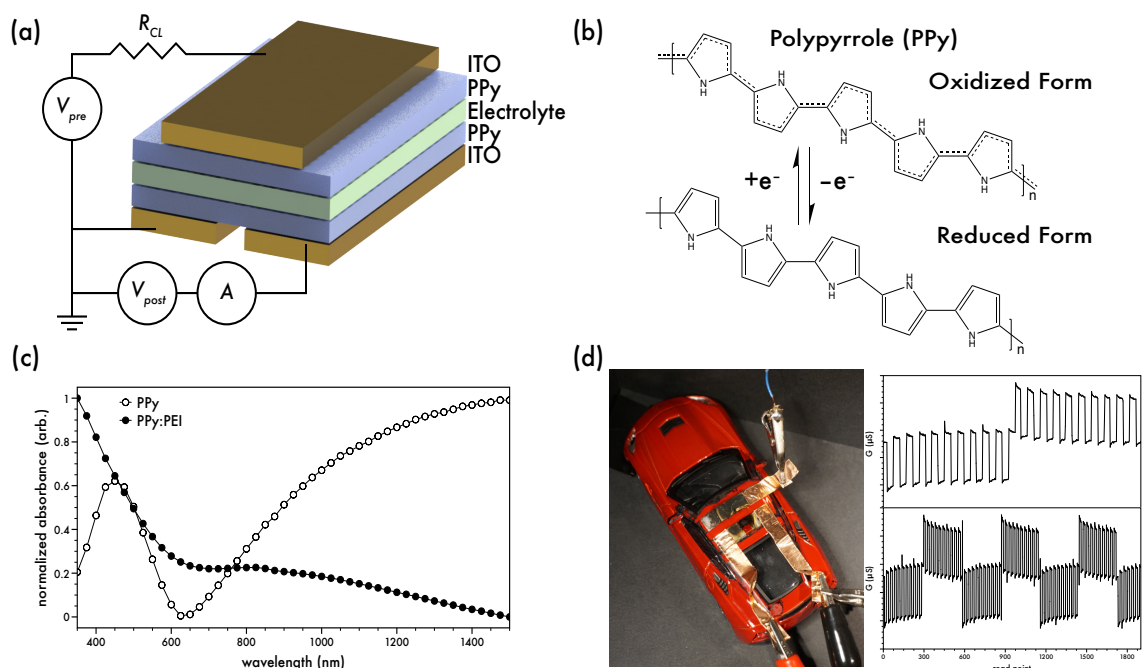 (a)
R_CL
V_pre
V_post
A
ITO
PPy
Electrolyte
PPy
ITO
(b)
Polypyrrole (PPy)
Oxidized Form
H
N
N
H
H
N
N
H
N
H
n
+e⁻ −e⁻
Reduced Form
N
H
H
N
N
H
H
N
N
H
n
(c)
PPy
PPy:PEI
normalized absorbance (arb.)
1
0.8
0.6
0.4
0.2
0
400 600 800 1000 1200 1400
wavelength (nm)
(d)
G (μS)
G (μS)
0 300 600 900 1200 1500 1800
read point